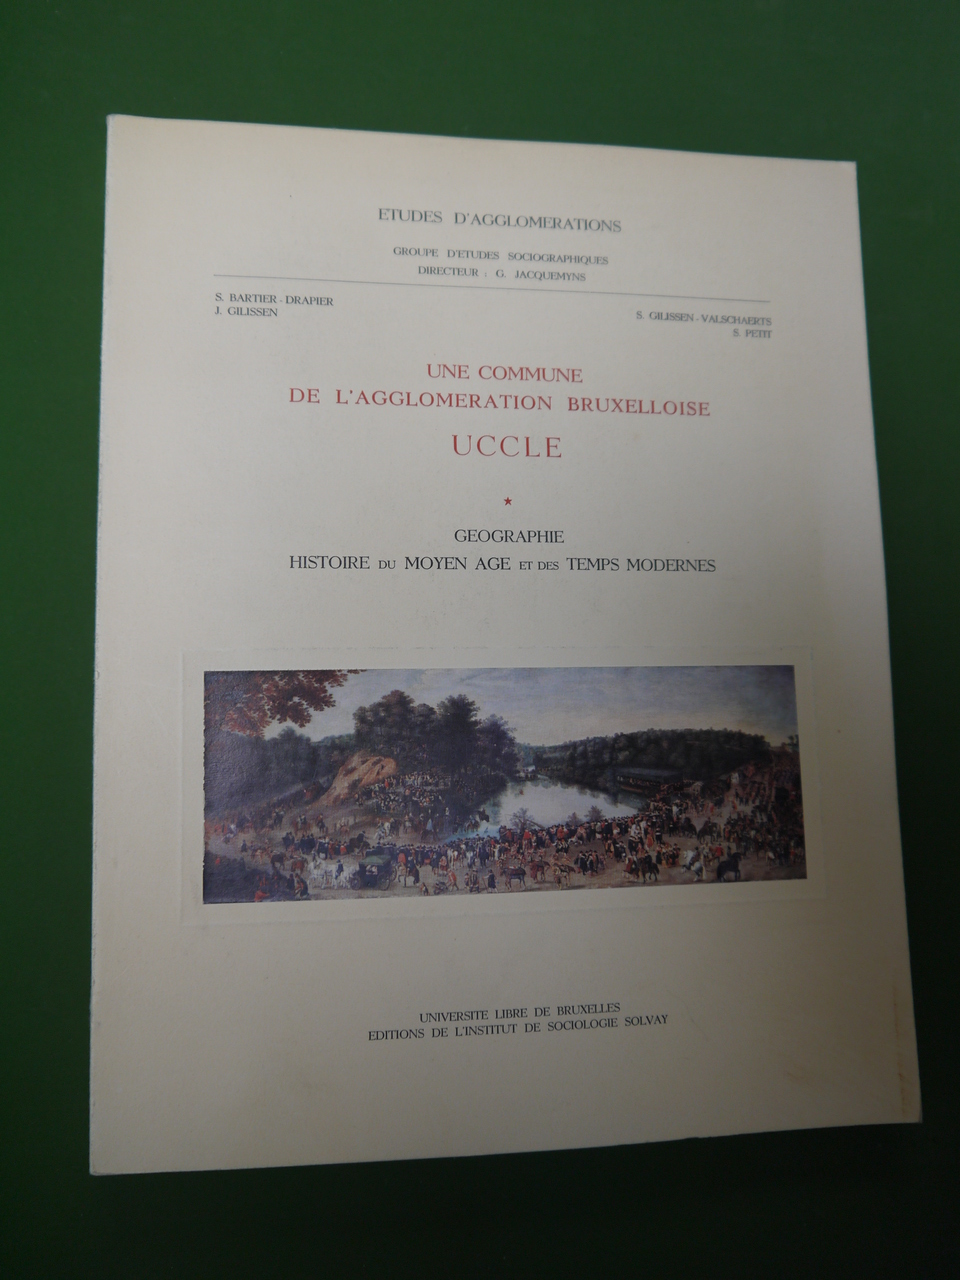 ETUDES D'AGGLOMERATIONS
GROUPE D'ETUDES SOCIOGRAPHIQUES
DIRECTEUR : G. JACQUEMYNS
S. BARTIER - DRAPIER
J. GILISSEN
S. GILISSEN - VALSCHAERTS
S. PETIT
UNE COMMUNE
DE L'AGGLOMERATION BRUXELLOISE
UCCLE
★
GEOGRAPHIE
HISTOIRE DU MOYEN AGE ET DES TEMPS MODERNES
UNIVERSITE LIBRE DE BRUXELLES
EDITIONS DE L'INSTITUT DE SOCIOLOGIE SOLVAY